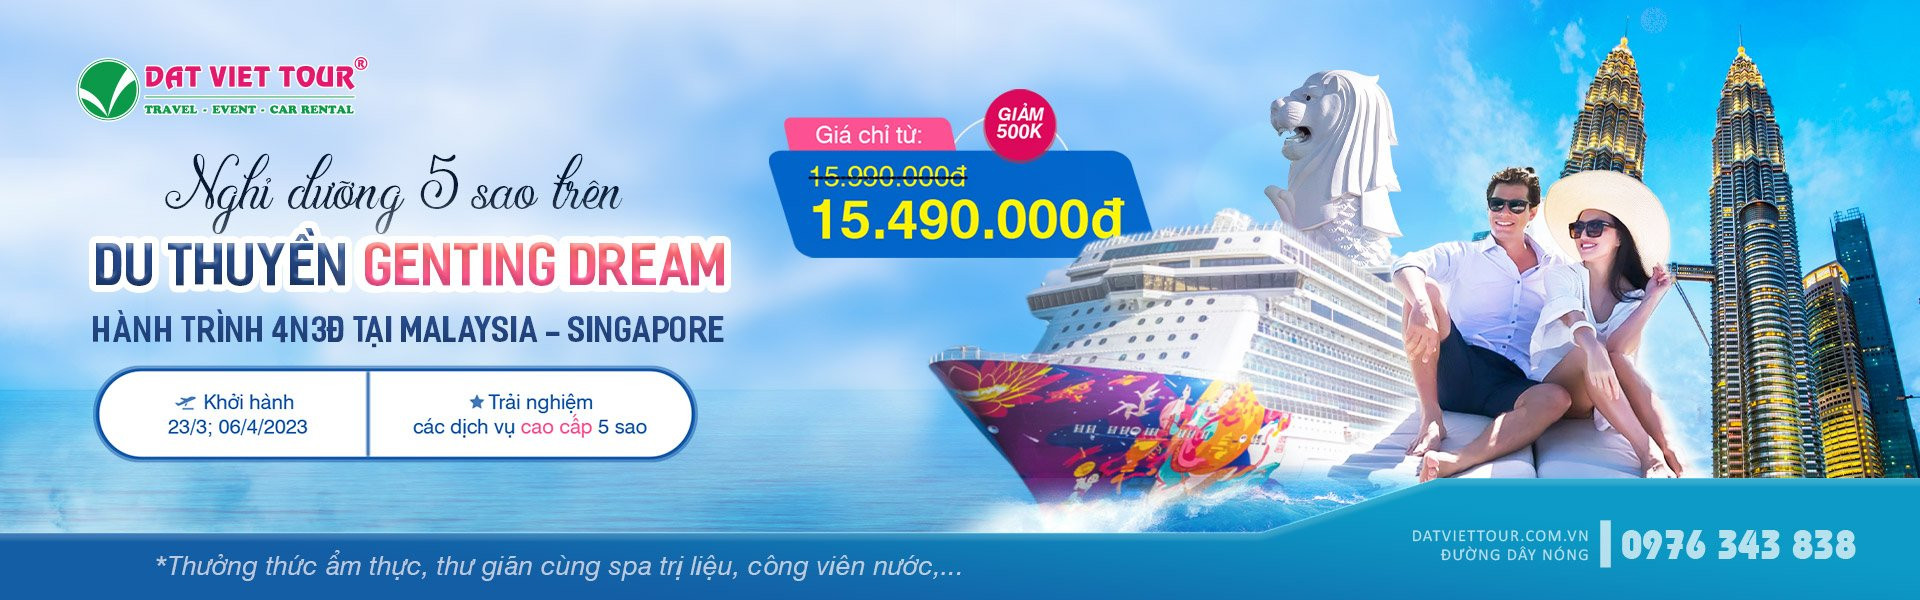 DAT VIET TOUR®
TRAVEL - EVENT - CAR RENTAL
Nghỉ dưỡng 5 sao trên
DU THUYỀN GENTING DREAM
HÀNH TRÌNH 4N3Đ TẠI MALAYSIA – SINGAPORE
Khởi hành
23/3; 06/4/2023
★ Trải nghiệm
các dịch vụ cao cấp 5 sao
Giá chỉ từ:
GIẢM
500K
15.990.000đ
15.490.000đ
*Thưởng thức ẩm thực, thư giãn cùng spa trị liệu, công viên nước,...
DATVIETTOUR.COM.VN
ĐƯỜNG DÂY NÓNG
0976 343 838